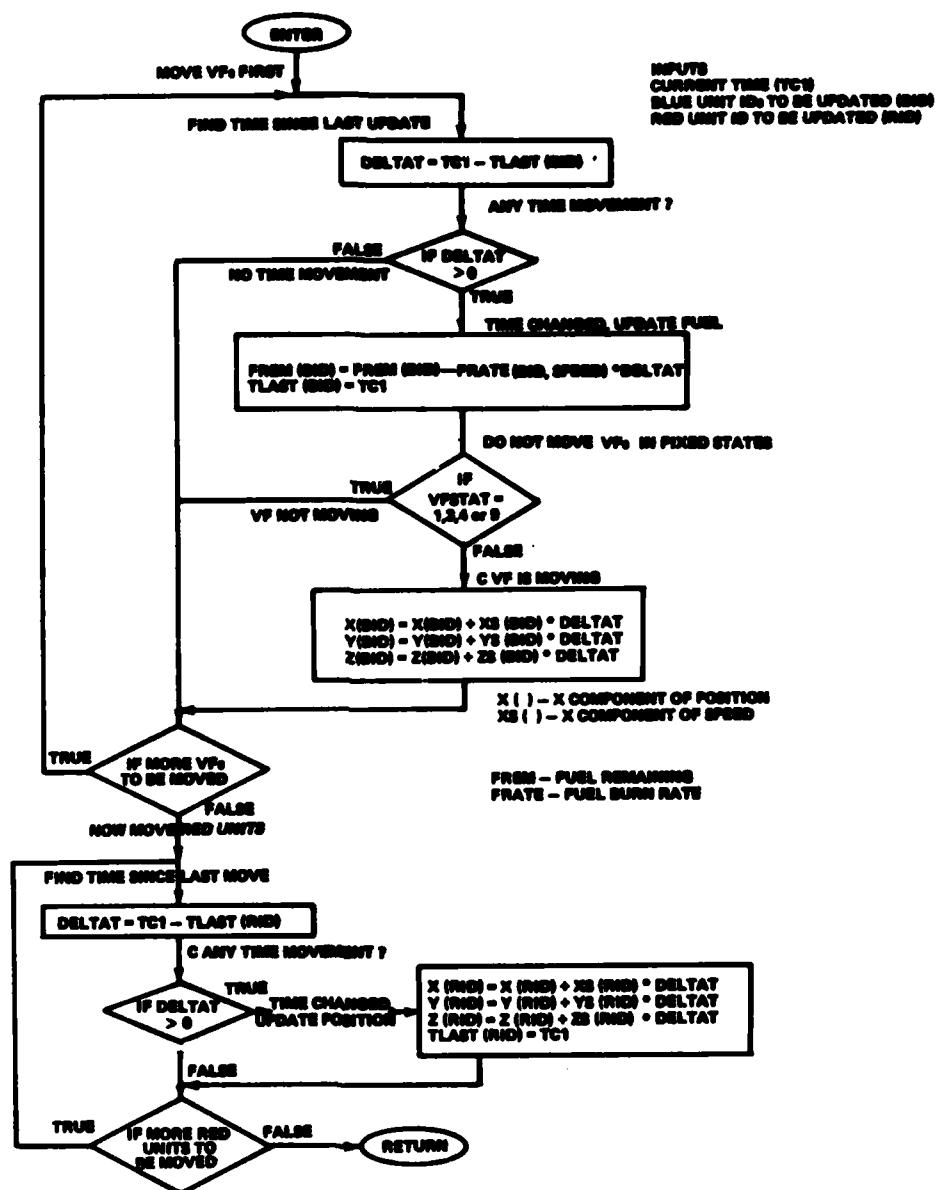 ENTER
MOVE VFs FIRST
INPUTS
CURRENT TIME (TC1)
BLUE UNIT IDs TO BE UPDATED (BID)
RED UNIT ID TO BE UPDATED (RID)
FIND TIME SINCE LAST UPDATE
DELTAT = TC1 – TLAST (BID)
ANY TIME MOVEMENT ?
FALSE
IF DELTAT
> 0
NO TIME MOVEMENT
TRUE
TIME CHANGED, UPDATE FUEL
FREM (BID) = FREM (BID) – FRATE (BID, SPEED) * DELTAT
TLAST (BID) = TC1
DO NOT MOVE VFs IN FIXED STATES
TRUE
IF
VFSTAT =
VF NOT MOVING
FALSE
C VF IS MOVING
X(BID) = X(BID) + XS (BID) * DELTAT
Y(BID) = Y(BID) + YS (BID) * DELTAT
Z(BID) = Z(BID) + ZS (BID) * DELTAT
X ( ) – X COMPONENT OF POSITION
XS ( ) – X COMPONENT OF SPEED
TRUE
IF MORE VFs
TO BE MOVED
FREM – FUEL REMAINING
FRATE – FUEL BURN RATE
FALSE
NOW MOVE RED UNITS
FIND TIME SINCE LAST MOVE
DELTAT = TC1 – TLAST (RID)
C ANY TIME MOVEMENT ?
IF DELTAT
> 0
TRUE
TIME CHANGED,
UPDATE POSITION
X (RID) = X (RID) + XS (RID) * DELTAT
Y (RID) = Y (RID) + YS (RID) * DELTAT
Z (RID) = Z (RID) + ZS (RID) * DELTAT
TLAST (RID) = TC1
FALSE
TRUE
IF MORE RED
UNITS TO
BE MOVED
FALSE
RETURN